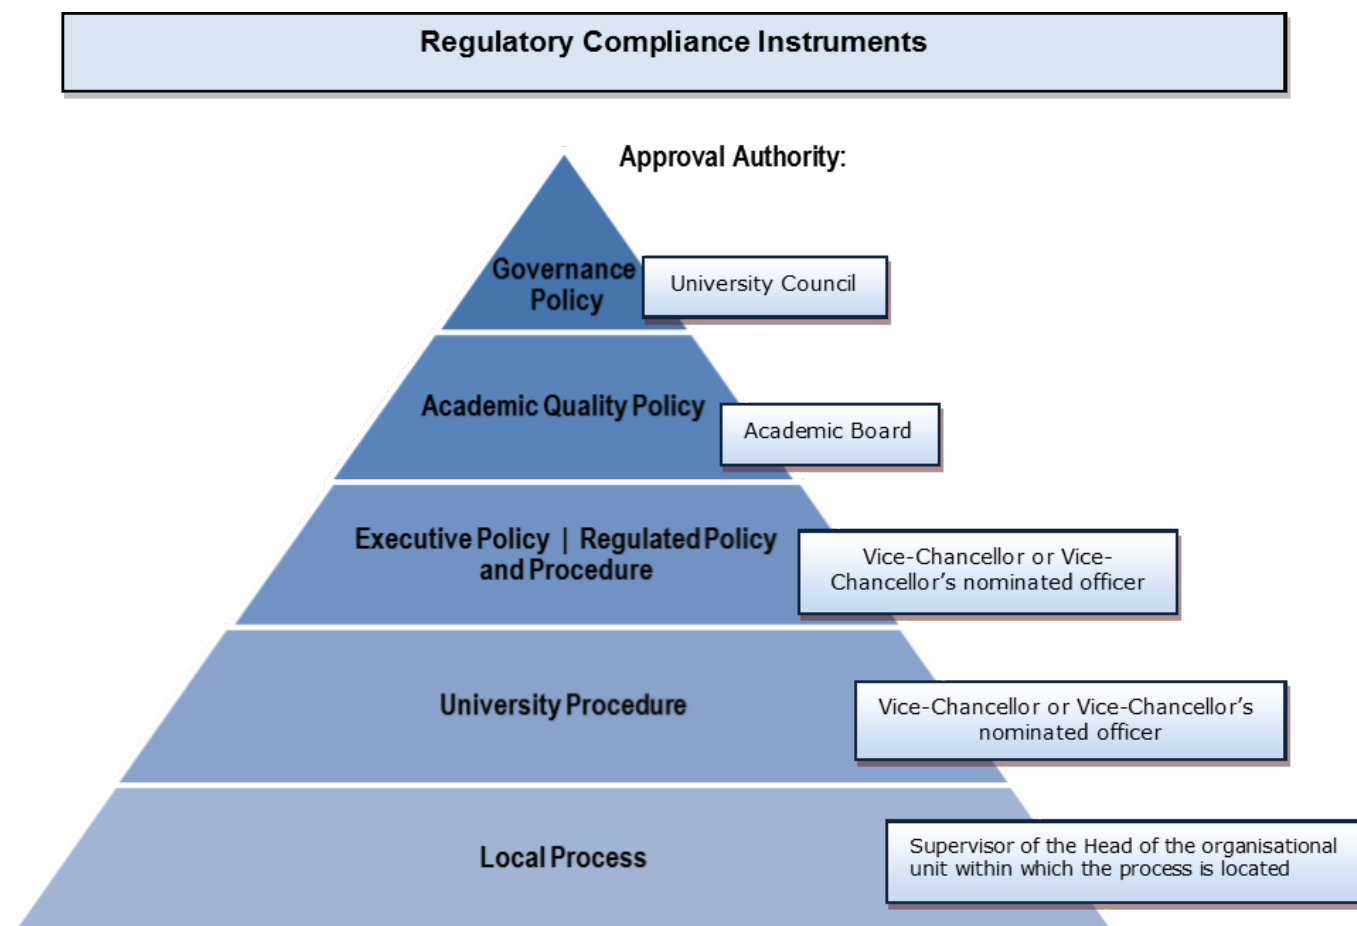 Regulatory Compliance Instruments
Approval Authority:
Governance
Policy
University Council
Academic Quality Policy
Academic Board
Executive Policy | Regulated Policy
and Procedure
Vice-Chancellor or Vice-
Chancellor’s nominated officer
University Procedure
Vice-Chancellor or Vice-Chancellor’s
nominated officer
Local Process
Supervisor of the Head of the organisational
unit within which the process is located